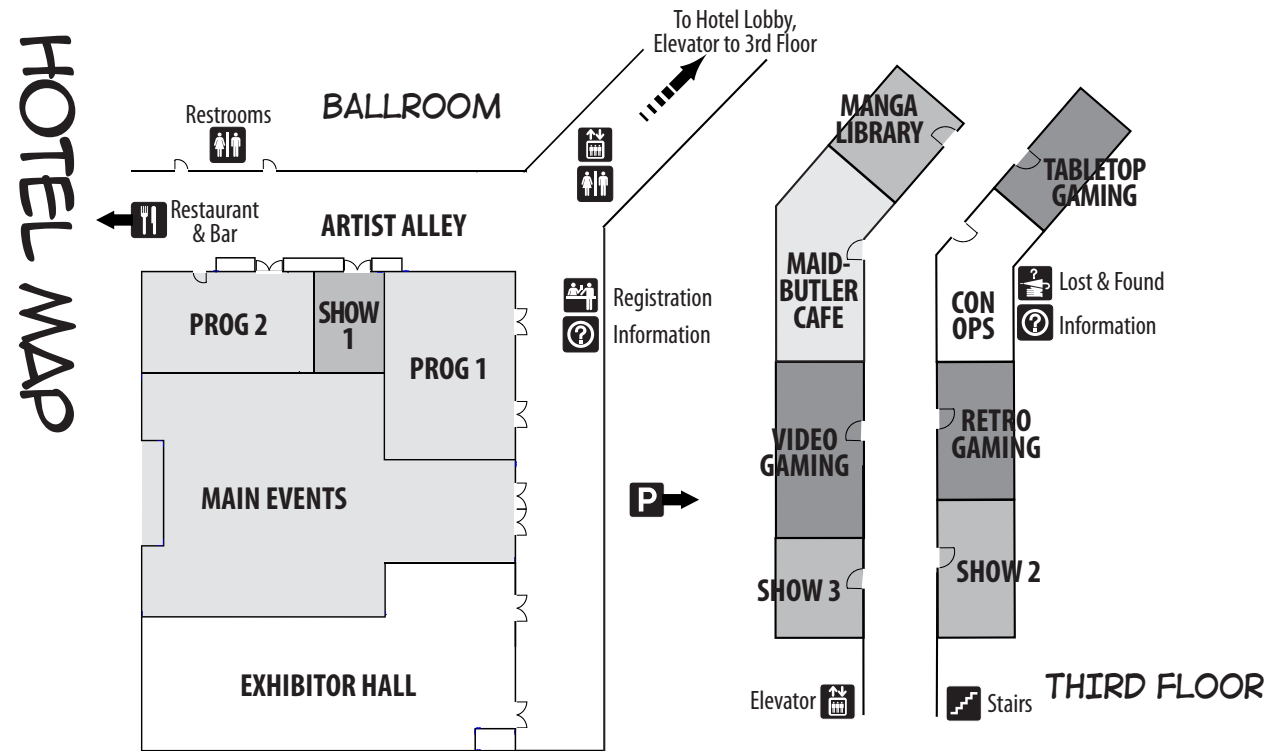 HOTEL MAP
To Hotel Lobby,
Elevator to 3rd Floor
BALLROOM
Restrooms
Restaurant
& Bar
ARTIST ALLEY
PROG 2
SHOW
1
PROG 1
Registration
Information
MAIN EVENTS
P
EXHIBITOR HALL
MANGA
LIBRARY
TABLETOP
GAMING
MAID-
BUTLER
CAFE
CON
OPS
Lost & Found
Information
VIDEO
GAMING
RETRO
GAMING
SHOW 3
SHOW 2
Elevator
Stairs
THIRD FLOOR